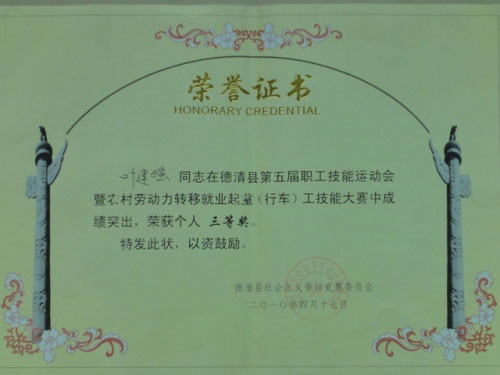 荣誉证书
HONORARY CREDENTIAL
叶建强 同志在德清县第五届职工技能运动会
暨农村劳动力转移就业起重（行车）工技能大赛中成
绩突出，荣获个人 三等奖。
特发此状，以资鼓励。
德清县社会主义劳动竞赛委员会
二〇一〇年四月十七日